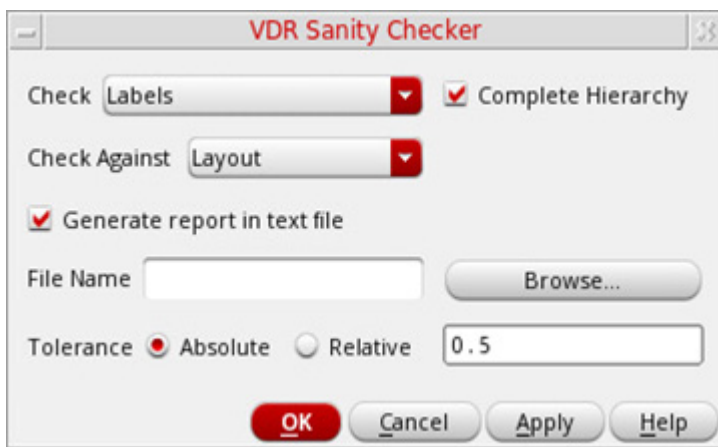 VDR Sanity Checker
Check Labels Complete Hierarchy
Check Against Layout
Generate report in text file
File Name Browse...
Tolerance Absolute Relative 0.5
OK Cancel Apply Help